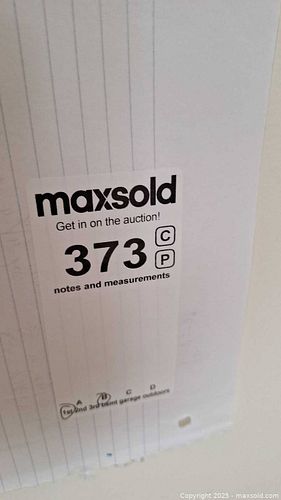 maxsold
Get in on the auction!
373 C
P
notes and measurements
A B C D
1st 2nd 3rd bsmt garage outdoors
Copyright 2025 - maxsold.com